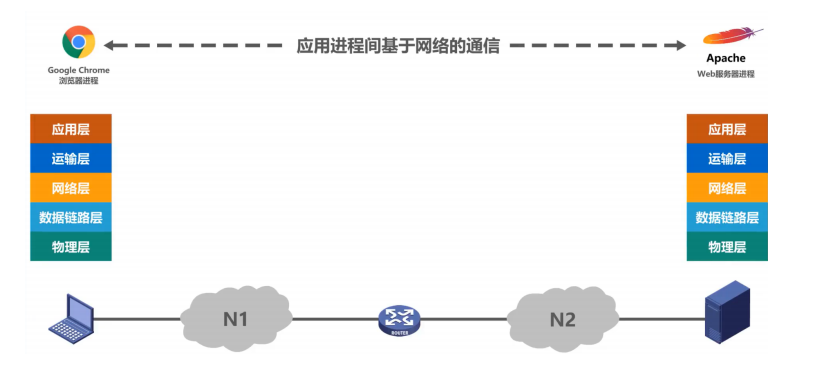 应用进程间基于网络的通信
Google Chrome
浏览器进程
Apache
Web服务器进程
应用层
运输层
网络层
数据链路层
物理层
应用层
运输层
网络层
数据链路层
物理层
N1
ROUTER
N2